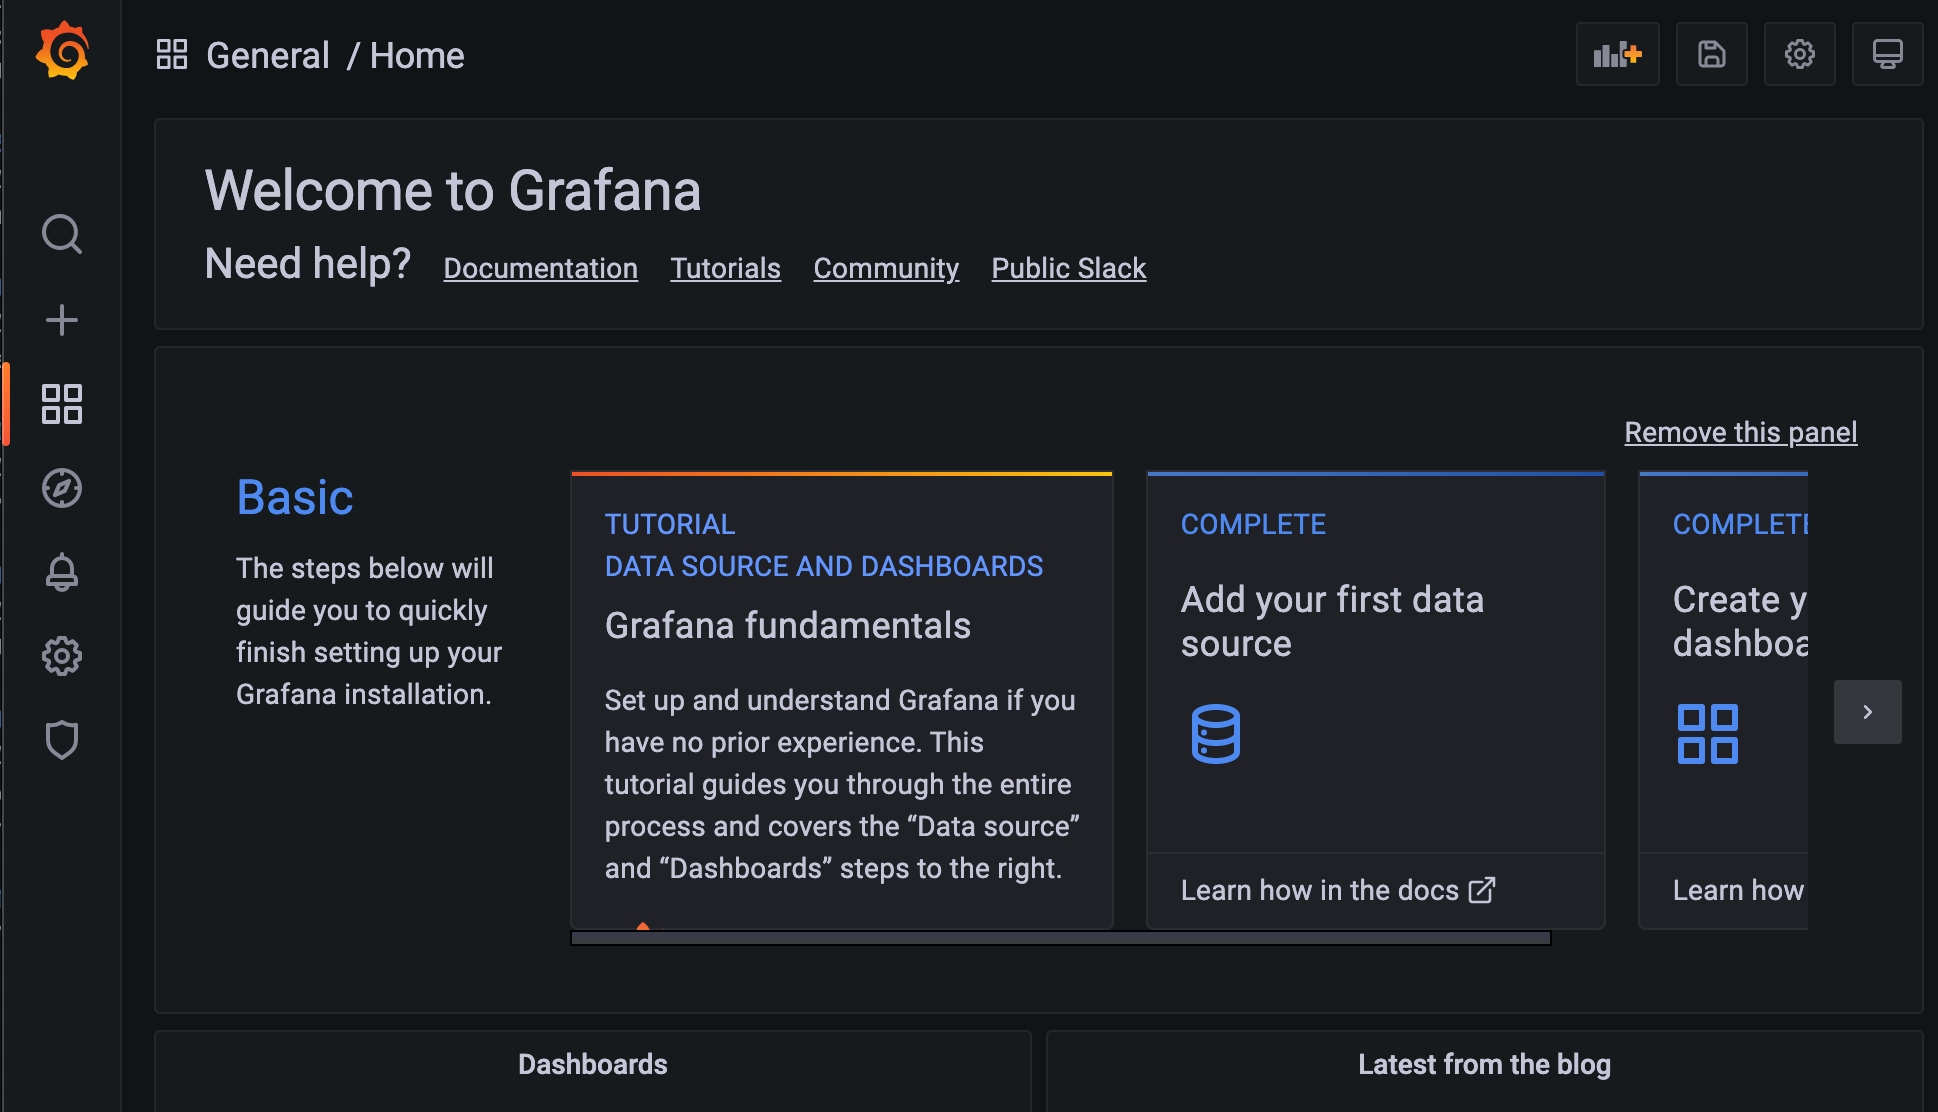 General / Home
Welcome to Grafana
Need help? Documentation Tutorials Community Public Slack
Remove this panel
Basic
The steps below will
guide you to quickly
finish setting up your
Grafana installation.
TUTORIAL
DATA SOURCE AND DASHBOARDS
Grafana fundamentals
Set up and understand Grafana if you
have no prior experience. This
tutorial guides you through the entire
process and covers the “Data source”
and “Dashboards” steps to the right.
COMPLETE
Add your first data
source
Learn how in the docs
COMPLETE
Create y
dashboa
Learn how
Dashboards
Latest from the blog